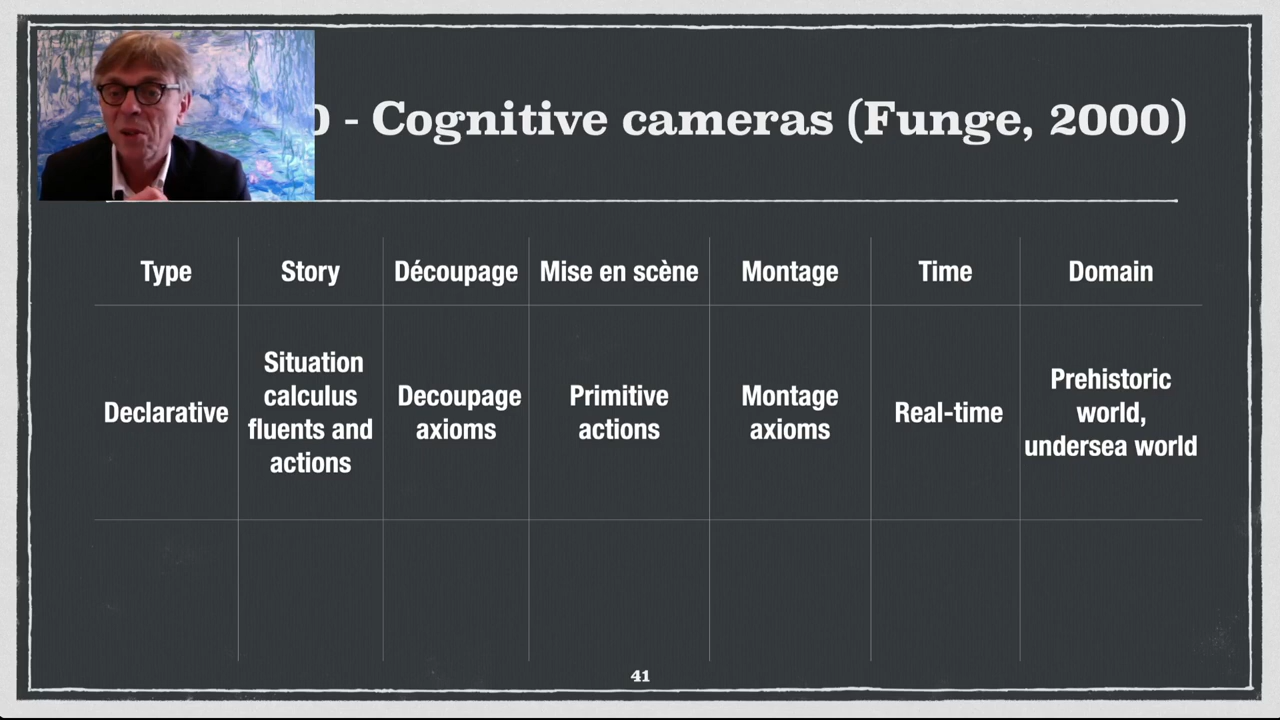 0 - Cognitive cameras (Funge, 2000)
Type Story Découpage Mise en scène Montage Time Domain
Declarative
Situation
calculus
fluents and
actions
Decoupage
axioms
Primitive
actions
Montage
axioms
Real-time
Prehistoric
world,
undersea world
41